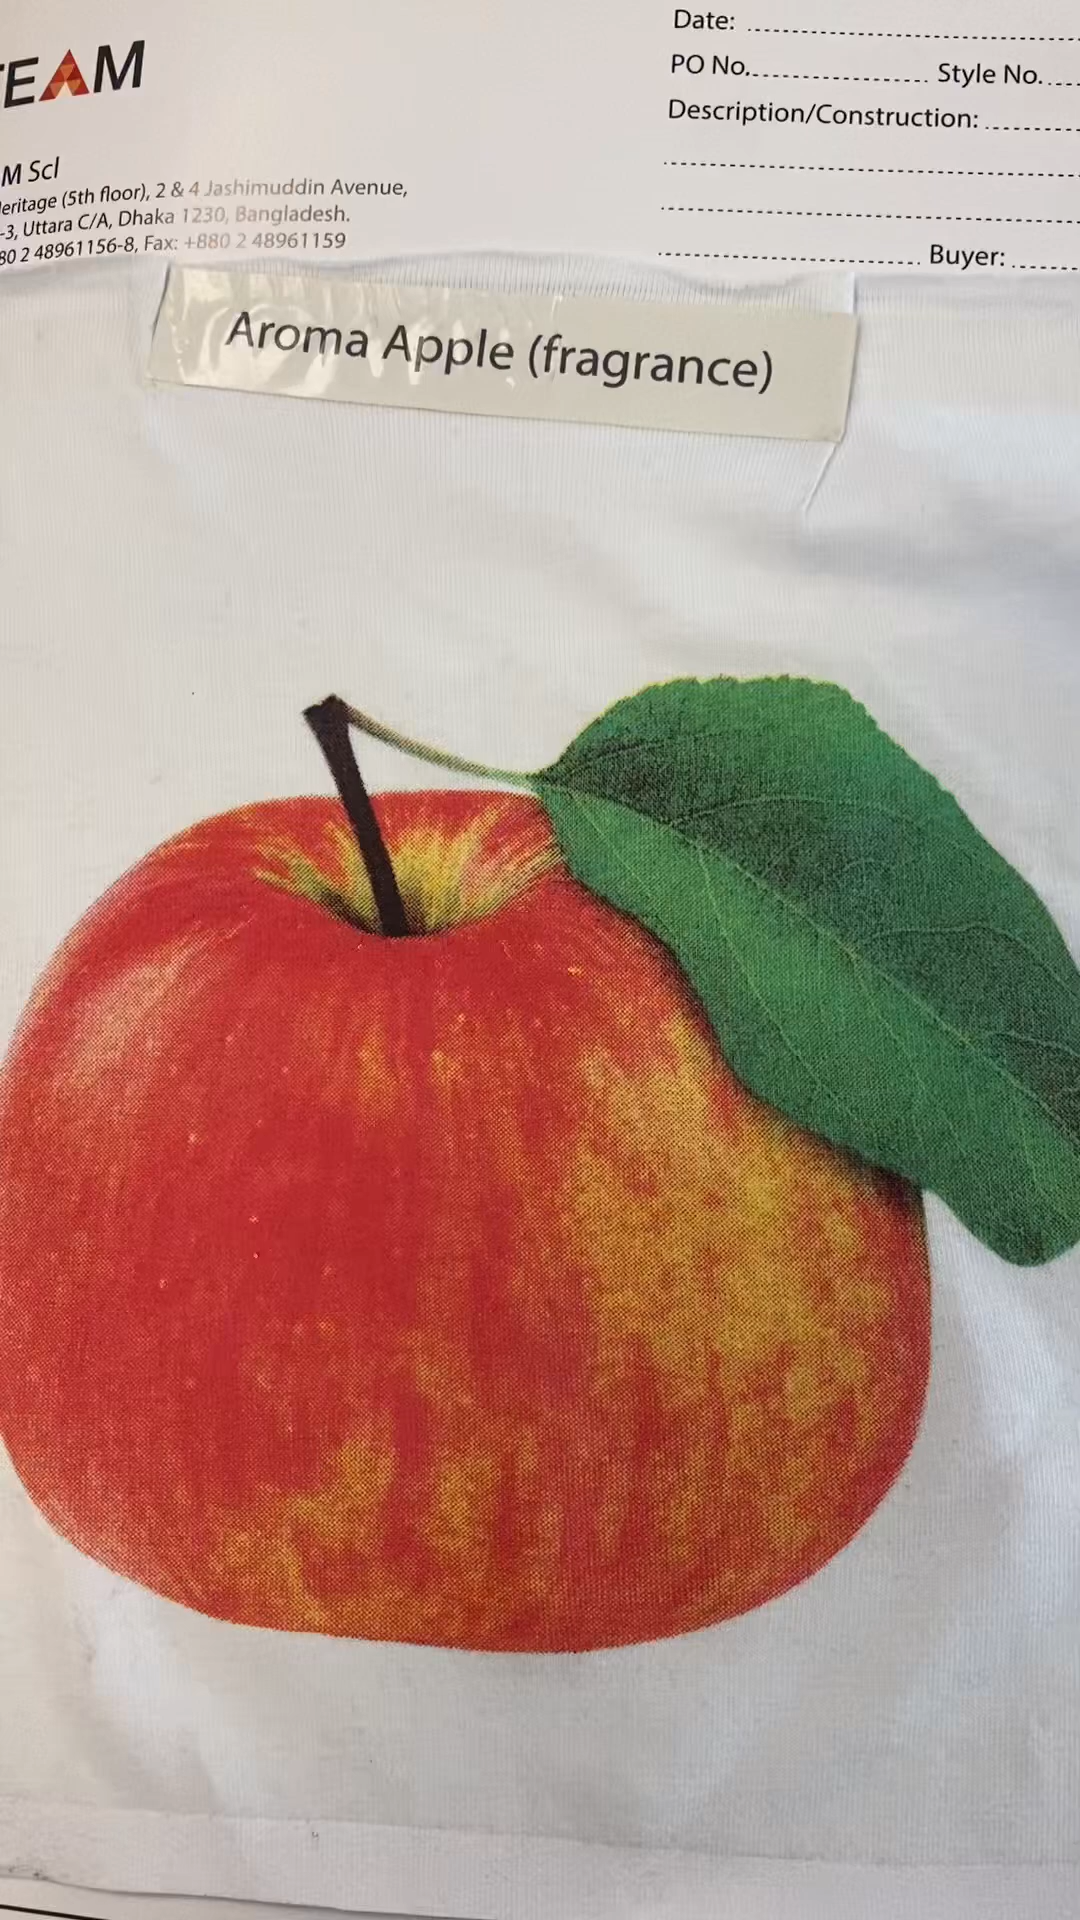 TEAM
Date: ........................
PO No. ........................ Style No. ....
Description/Construction: ............
M Scl
eritage (5th floor), 2 & 4 Jashimuddin Avenue,
-3, Uttara C/A, Dhaka 1230, Bangladesh.
80 2 48961156-8, Fax: +880 2 48961159
Buyer: ........
Aroma Apple (fragrance)